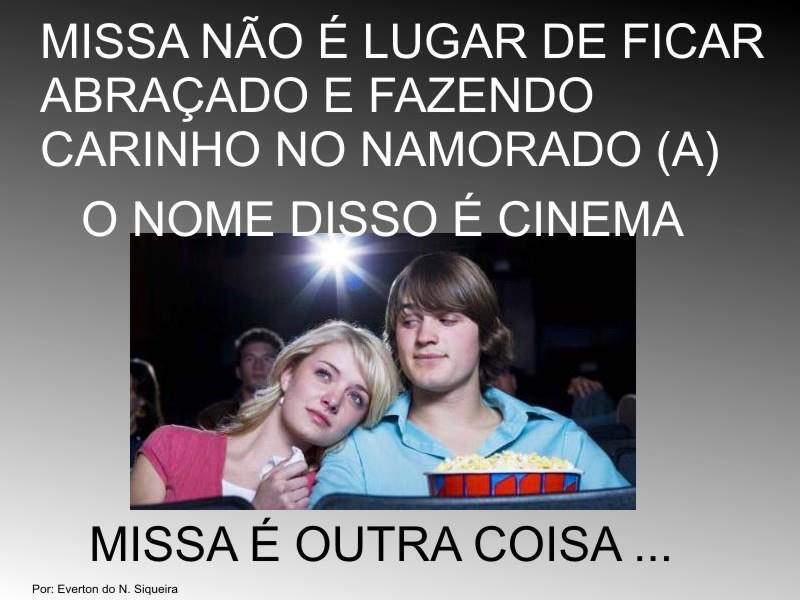 MISSA NÃO É LUGAR DE FICAR
ABRAÇADO E FAZENDO
CARINHO NO NAMORADO (A)
O NOME DISSO É CINEMA
MISSA É OUTRA COISA ...
Por: Everton do N. Siqueira